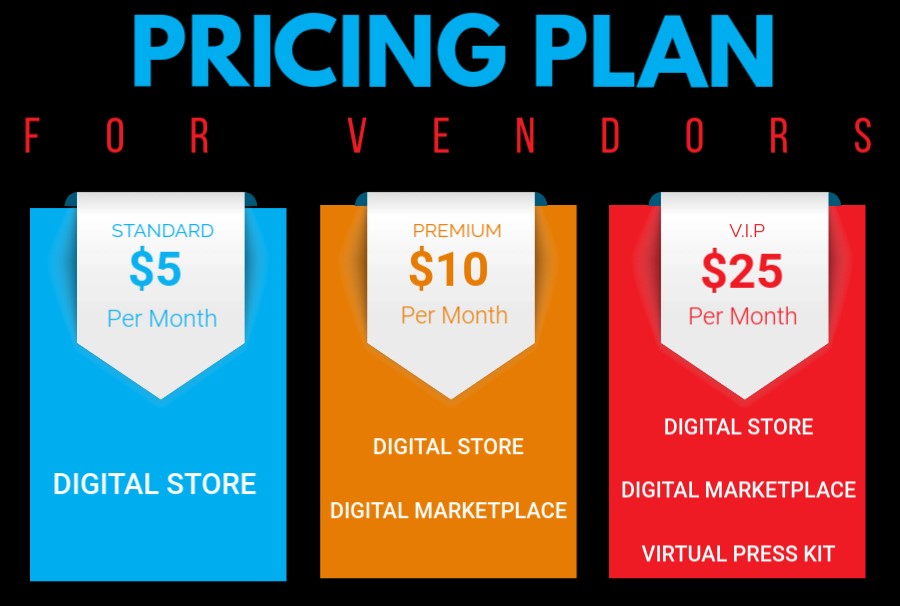 PRICING PLAN
FOR VENDORS
STANDARD
$5
Per Month
DIGITAL STORE
PREMIUM
$10
Per Month
DIGITAL STORE
DIGITAL MARKETPLACE
V.I.P
$25
Per Month
DIGITAL STORE
DIGITAL MARKETPLACE
VIRTUAL PRESS KIT